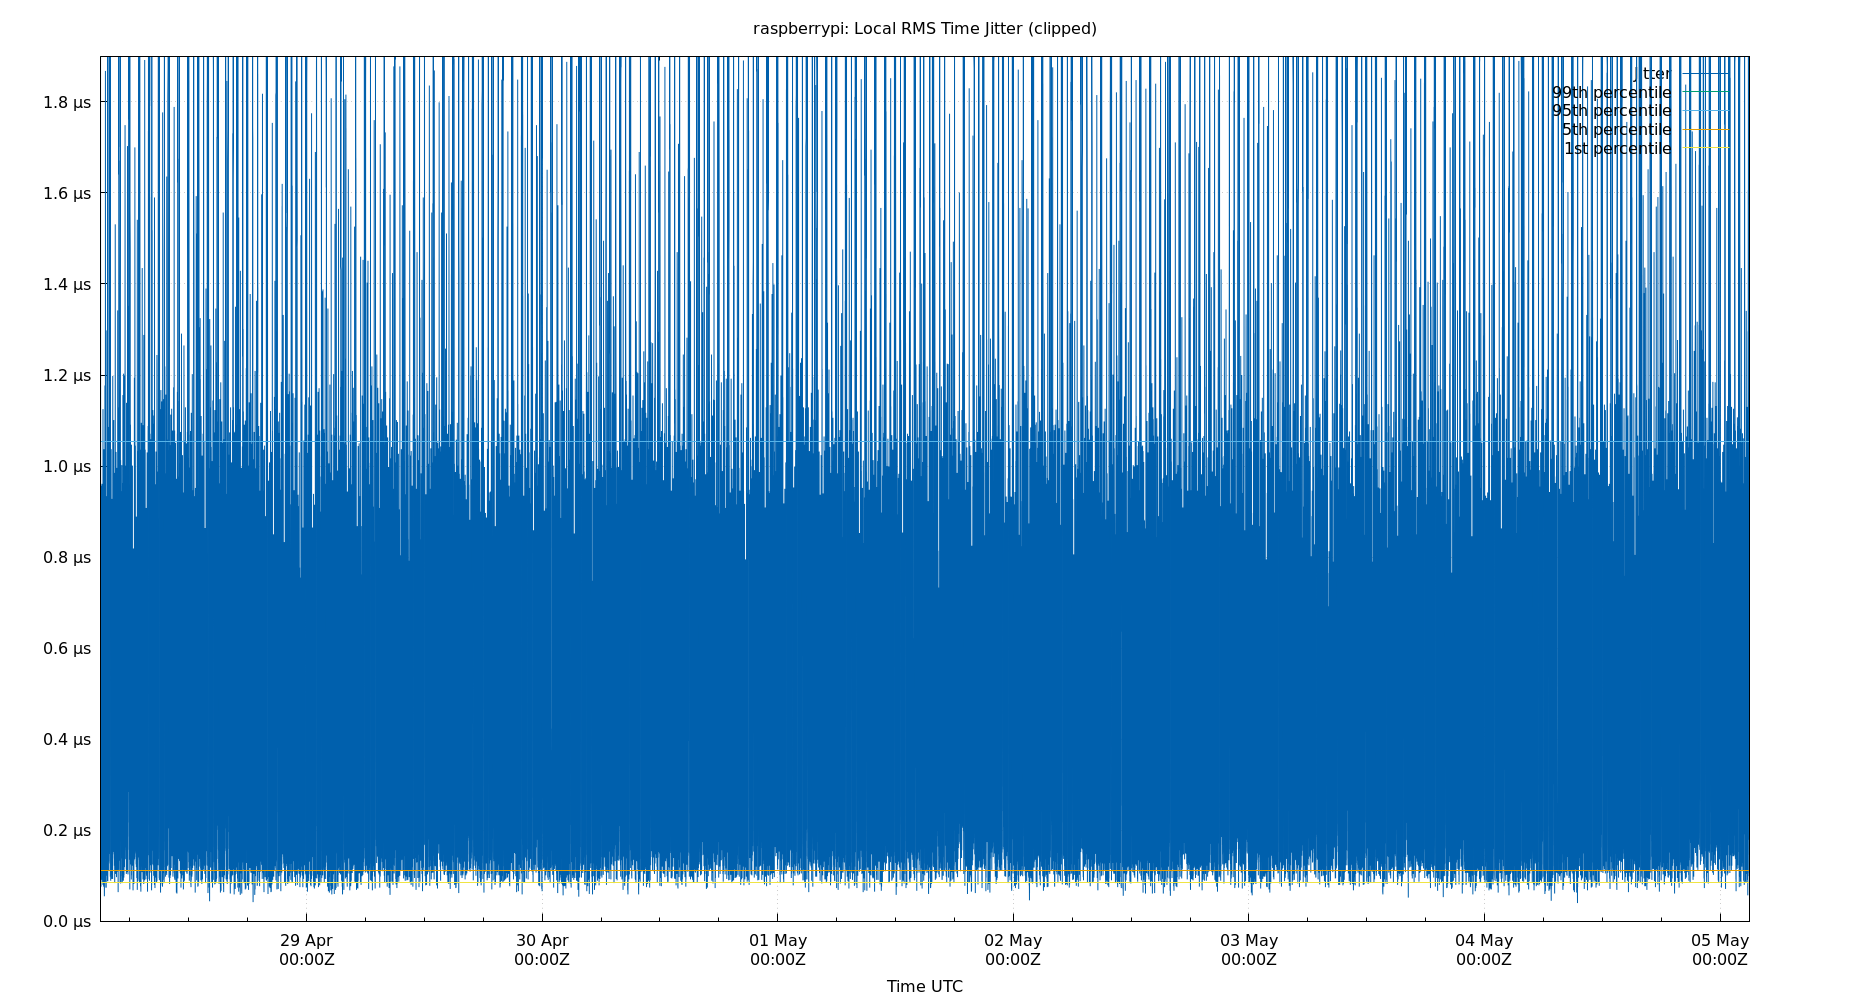 raspberrypi: Local RMS Time Jitter (clipped)
jitter
99th percentile
95th percentile
5th percentile
1st percentile
1.8 µs
1.6 µs
1.4 µs
1.2 µs
1.0 µs
0.8 µs
0.6 µs
0.4 µs
0.2 µs
0.0 µs
29 Apr 30 Apr 01 May 02 May 03 May 04 May 05 May
00:00Z 00:00Z 00:00Z 00:00Z 00:00Z 00:00Z 00:00Z
Time UTC